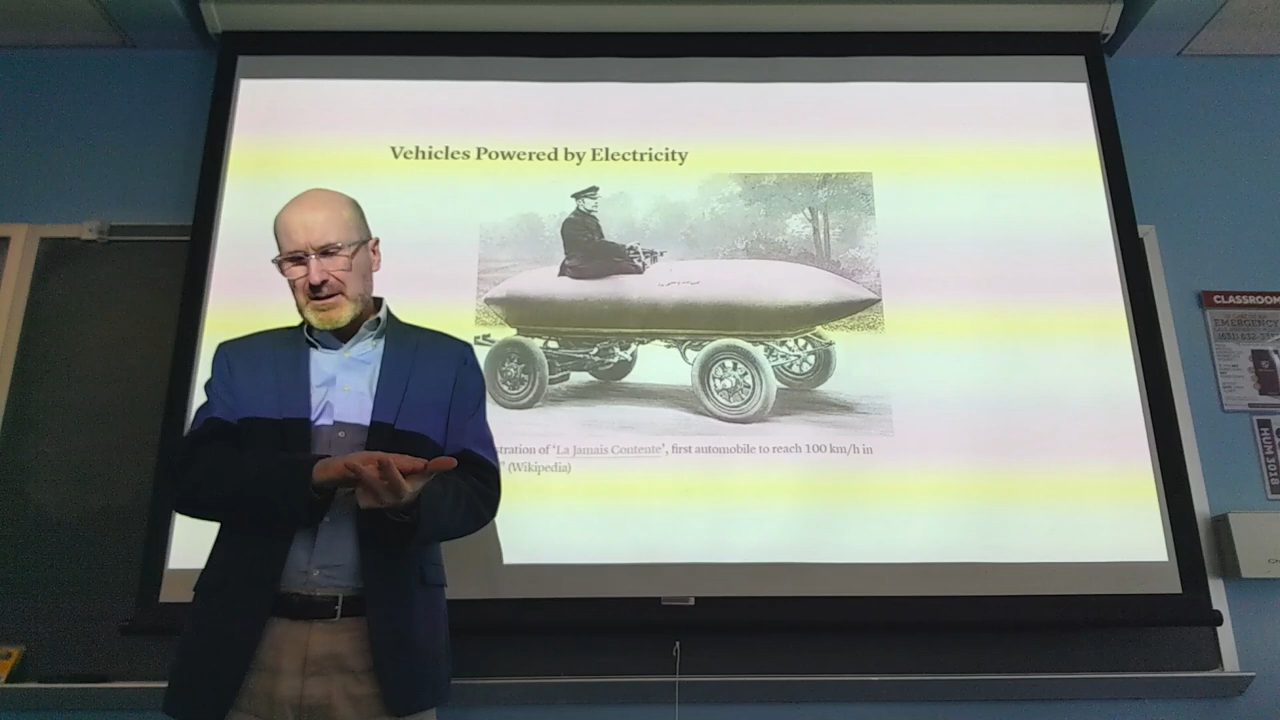 Vehicles Powered by Electricity
stration of ‘La Jamais Contente’, first automobile to reach 100 km/h in
” (Wikipedia)
CLASSROOM
EMERGENCY
HUM 3018